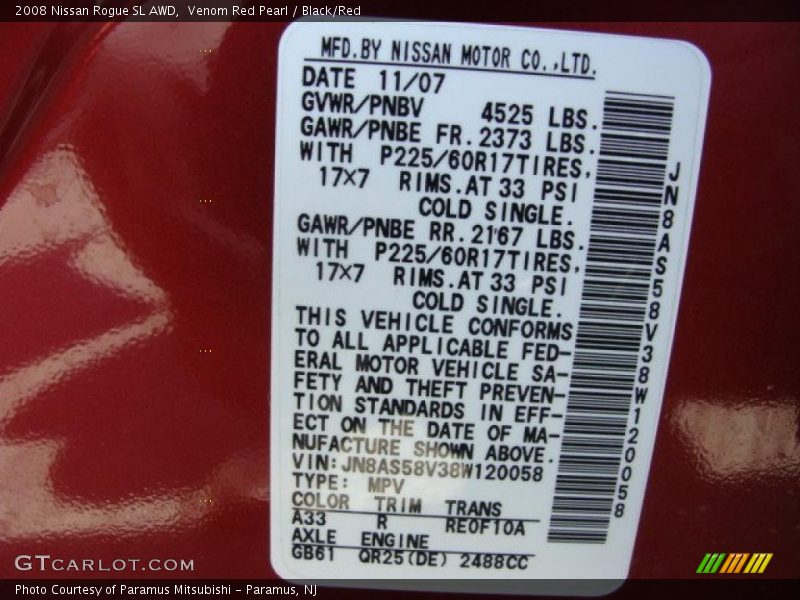 2008 Nissan Rogue SL AWD, Venom Red Pearl / Black/Red
MFD.BY NISSAN MOTOR CO.,LTD.
DATE 11/07
GVWR/PNBV 4525 LBS.
GAWR/PNBE FR. 2373 LBS.
WITH P225/60R17TIRES,
17×7 RIMS.AT 33 PSI
COLD SINGLE.
GAWR/PNBE RR. 2167 LBS.
WITH P225/60R17TIRES,
17×7 RIMS.AT 33 PSI
COLD SINGLE.
THIS VEHICLE CONFORMS
TO ALL APPLICABLE FED-
ERAL MOTOR VEHICLE SA-
FETY AND THEFT PREVEN-
TION STANDARDS IN EFF-
ECT ON THE DATE OF MA-
NUFACTURE SHOWN ABOVE.
VIN:JN8AS58V38W120058
TYPE: MPV
COLOR TRIM TRANS
A33 R RE0F10A
AXLE ENGINE
GB61 QR25(DE) 2488CC
JN8AS58V38W120058
GTCARLOT.COM
Photo Courtesy of Paramus Mitsubishi - Paramus, NJ